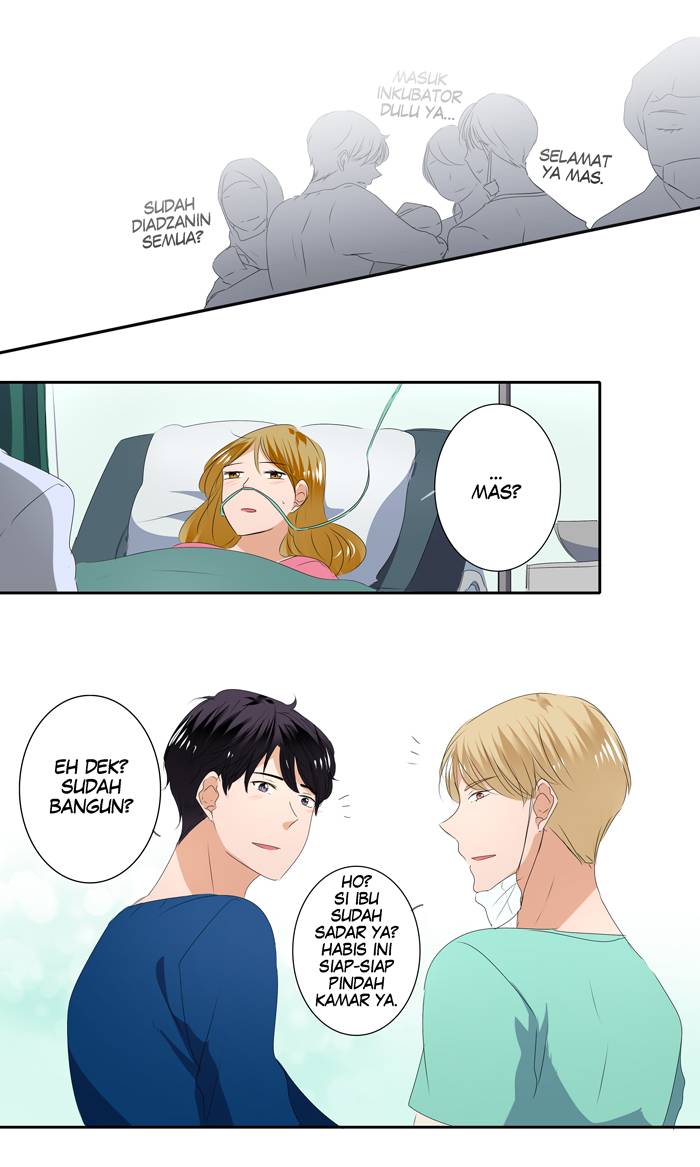 MASUK
INKUBATOR
DULU YA...
SELAMAT
YA MAS.
SUDAH
DIADZANIN
SEMUA?
...
MAS?
EH DEK?
SUDAH
BANGUN?
HO?
SI IBU
SUDAH
SADAR YA?
HABIS INI
SIAP-SIAP
PINDAH
KAMAR YA.